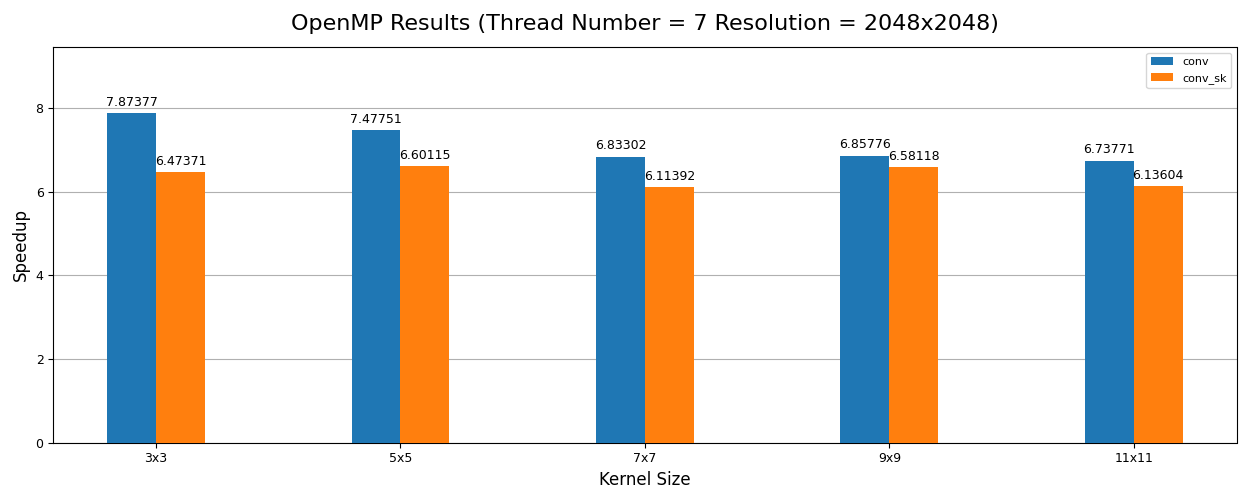 OpenMP Results (Thread Number = 7 Resolution = 2048x2048)
conv
conv_sk
7.87377
6.47371
7.47751
6.60115
6.83302
6.11392
6.85776
6.58118
6.73771
6.13604
8
6
4
2
0
Speedup
3x3
5x5
7x7
9x9
11x11
Kernel Size